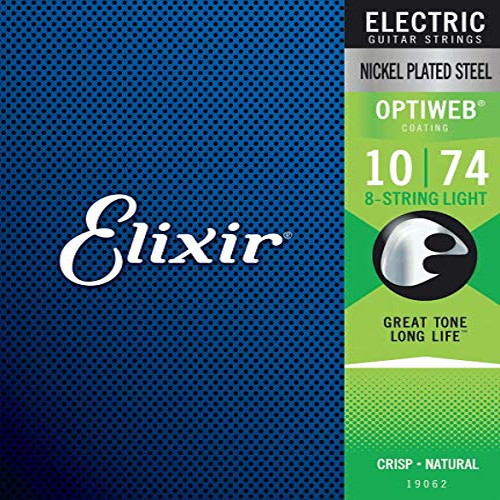 ELECTRIC
GUITAR STRINGS
NICKEL PLATED STEEL
OPTIWEB®
COATING
10 | 74
8-STRING LIGHT
Elixir®
e
GREAT TONE
LONG LIFE™
CRISP • NATURAL
19062